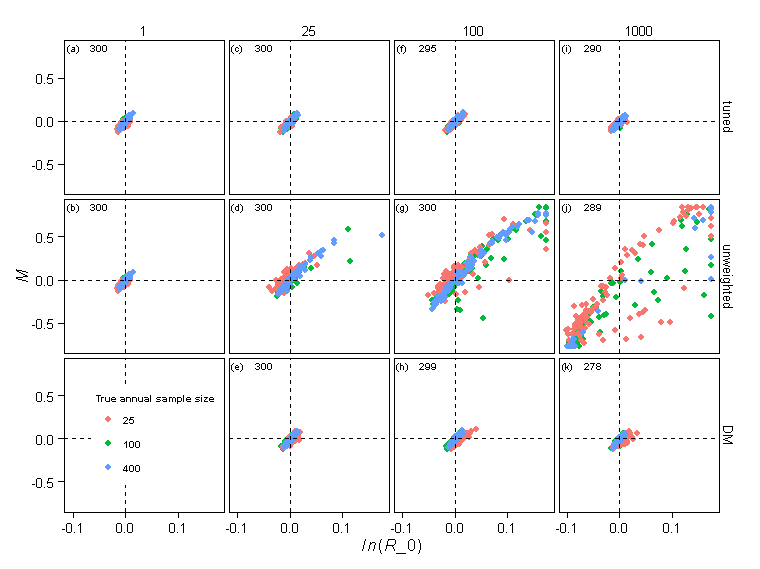 1 25 100 1000
(a) 300 (c) 300 (f) 295 (i) 290
0.5
0.0
-0.5
tuned
(b) 300 (d) 300 (g) 300 (j) 289
0.5
0.0
-0.5
M
unweighted
(e) 300 (h) 299 (k) 278
0.5
0.0
-0.5
DM
True annual sample size
25
100
400
-0.1 0.0 0.1 -0.1 0.0 0.1 -0.1 0.0 0.1 -0.1 0.0 0.1
ln(R_0)